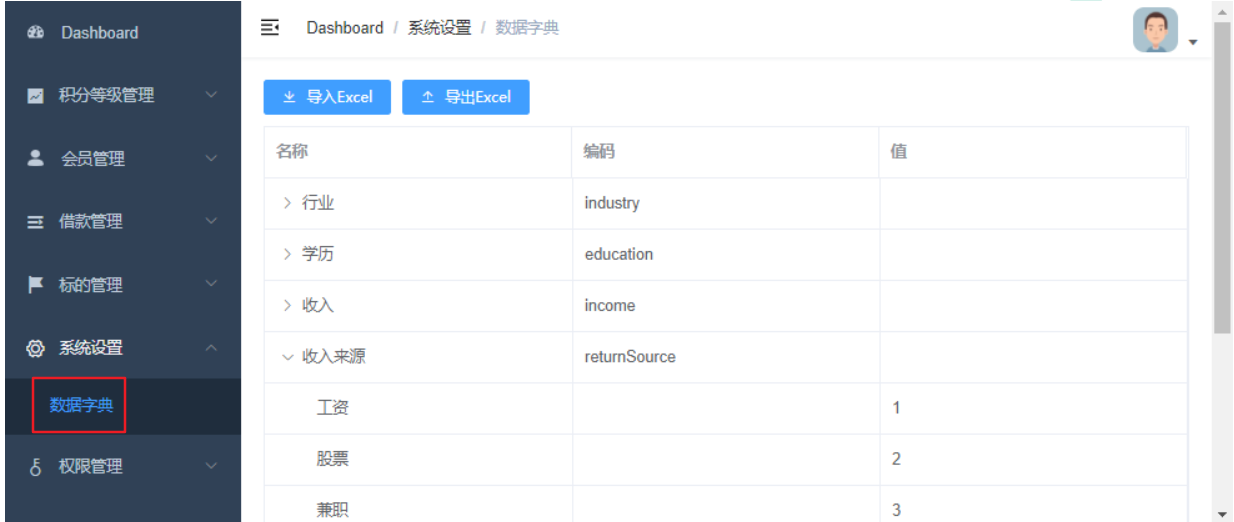 Dashboard
积分等级管理
会员管理
借款管理
标的管理
系统设置
数据字典
权限管理
Dashboard / 系统设置 / 数据字典
导入Excel 导出Excel
名称 编码 值
行业 industry
学历 education
收入 income
收入来源 returnSource
工资 1
股票 2
兼职 3